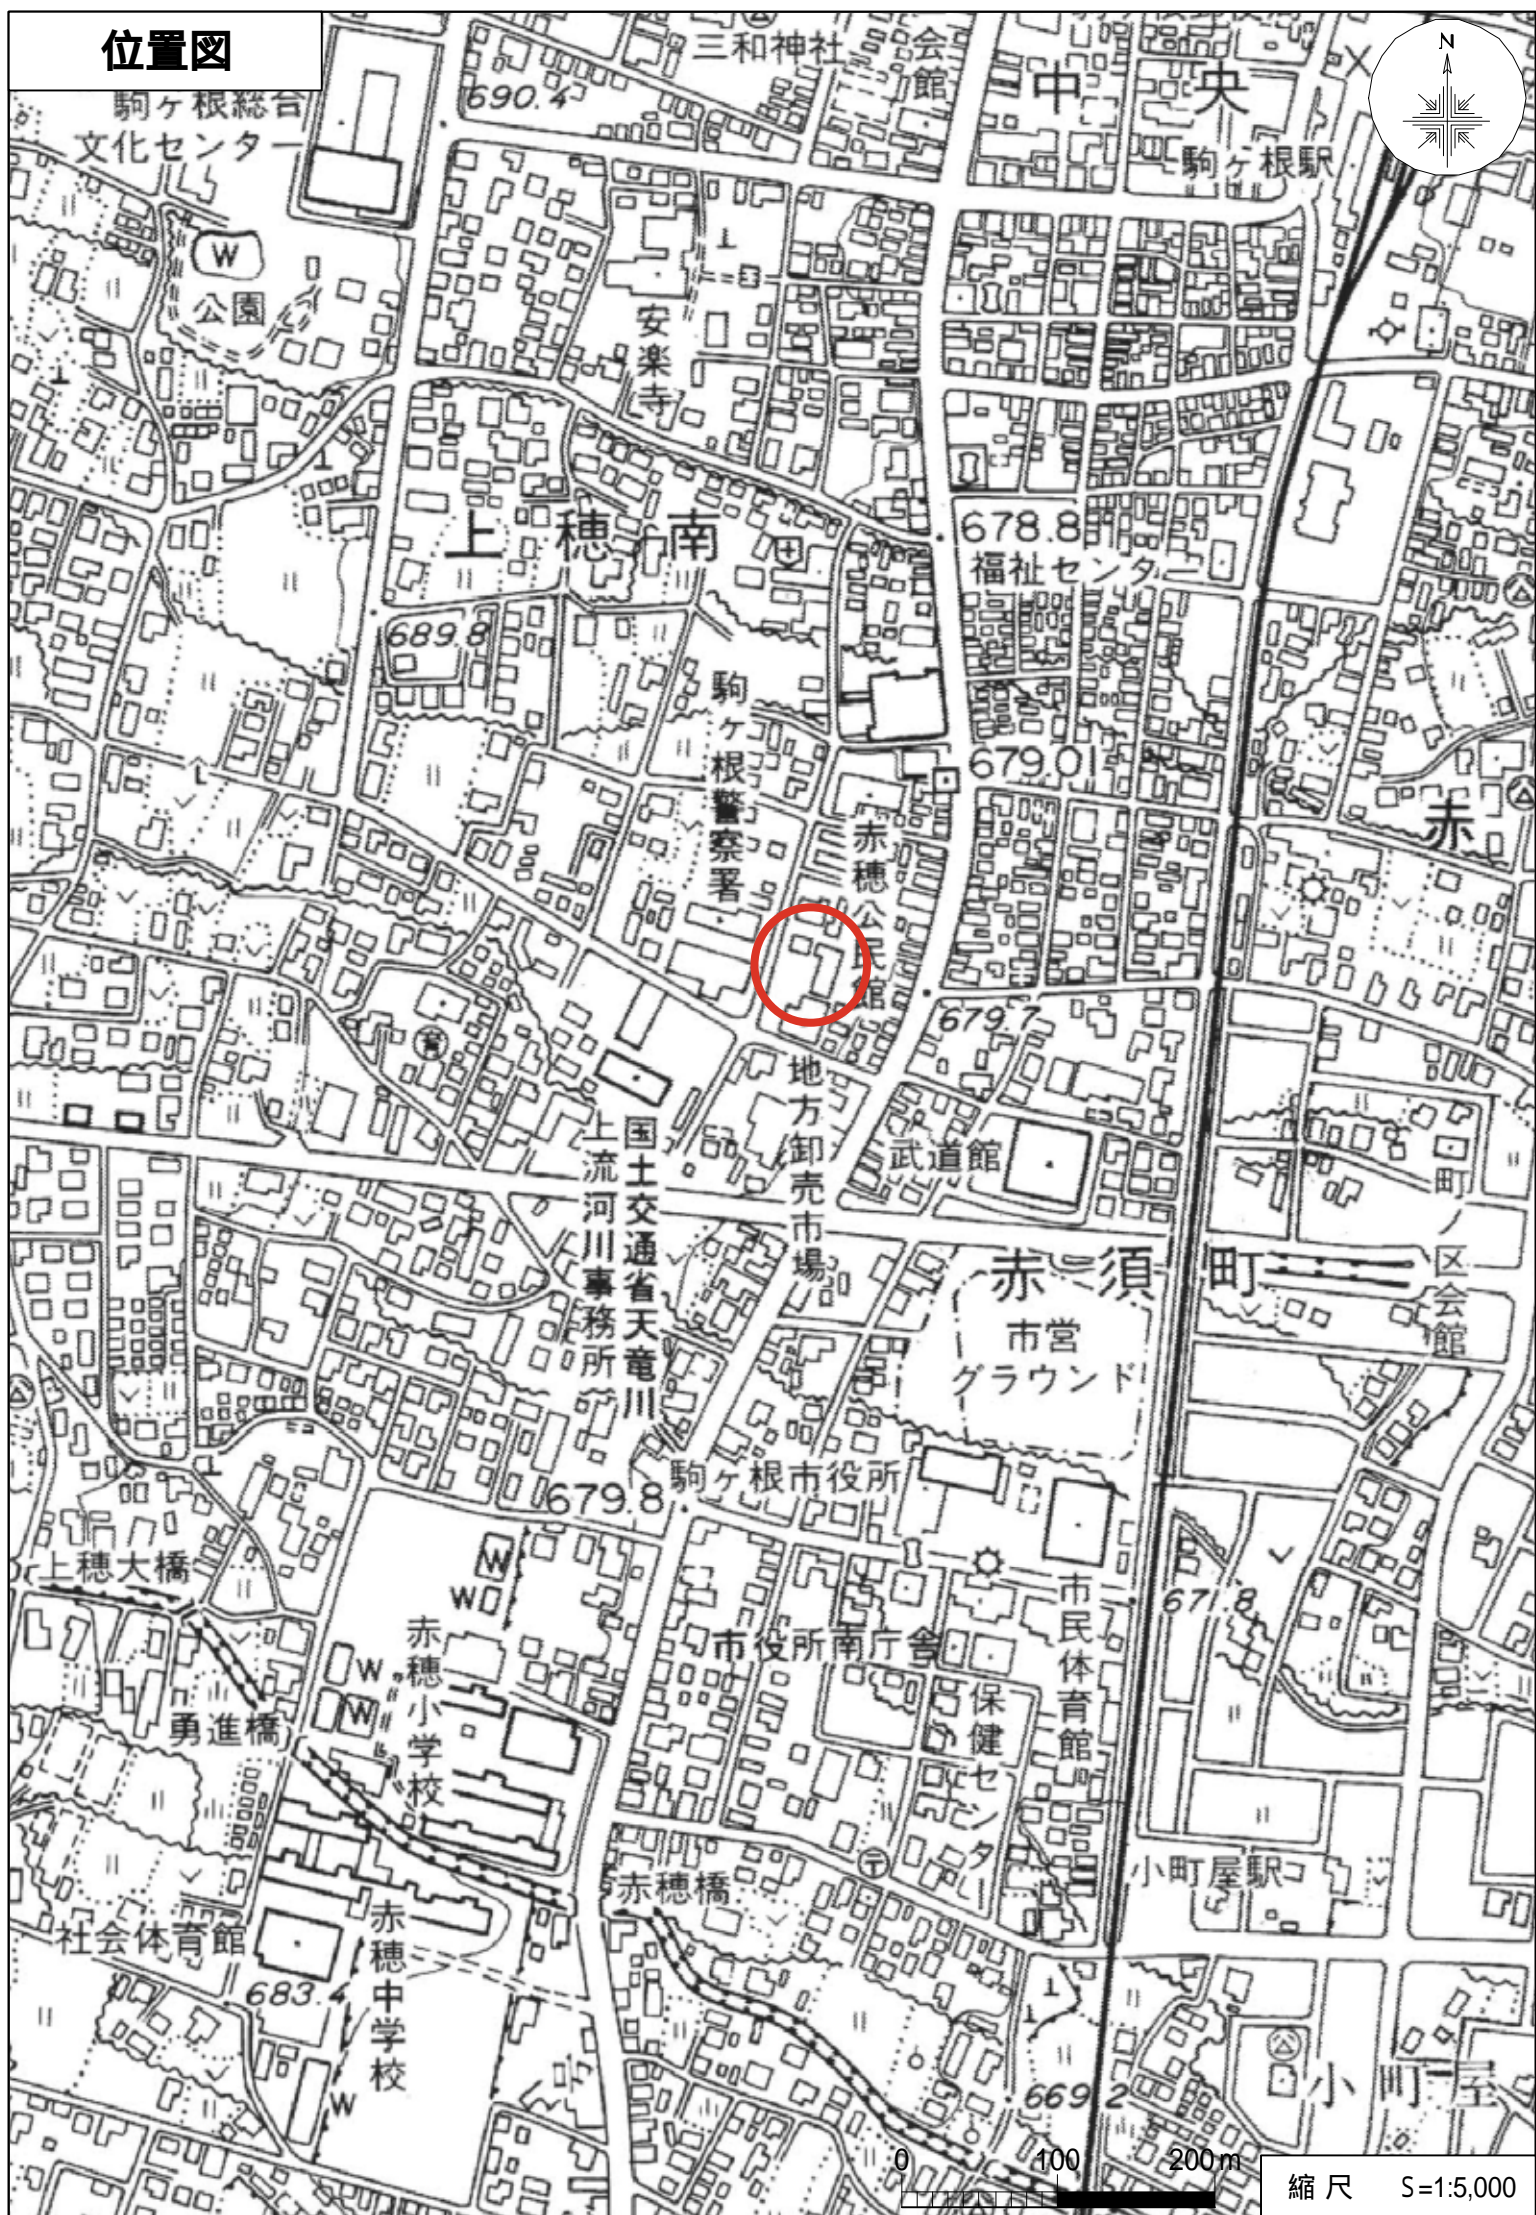 位置図
N
三和神社
会館
中央
駒ヶ根総合
文化センター
690.4
駒ヶ根駅
W
公園
安楽寺
上穂南
678.8
福祉センタ
689.8
駒ヶ根警察署
679.01
赤
赤穂公民館
679.7
地方卸売市場
武道館
国土交通省天竜川
上流河川事務所
町ノ区会館
赤須町
市営
グラウンド
駒ヶ根市役所
679.8
上穂大橋
W
W
671.8
赤穂小学校
市役所南庁舎
市民体育館
W
W
勇進橋
保健センター
赤穂橋
小町屋駅
社会体育館
赤穂中学校
683.4
W
669.2
小町屋
0 100 200m
縮尺 S=1:5,000